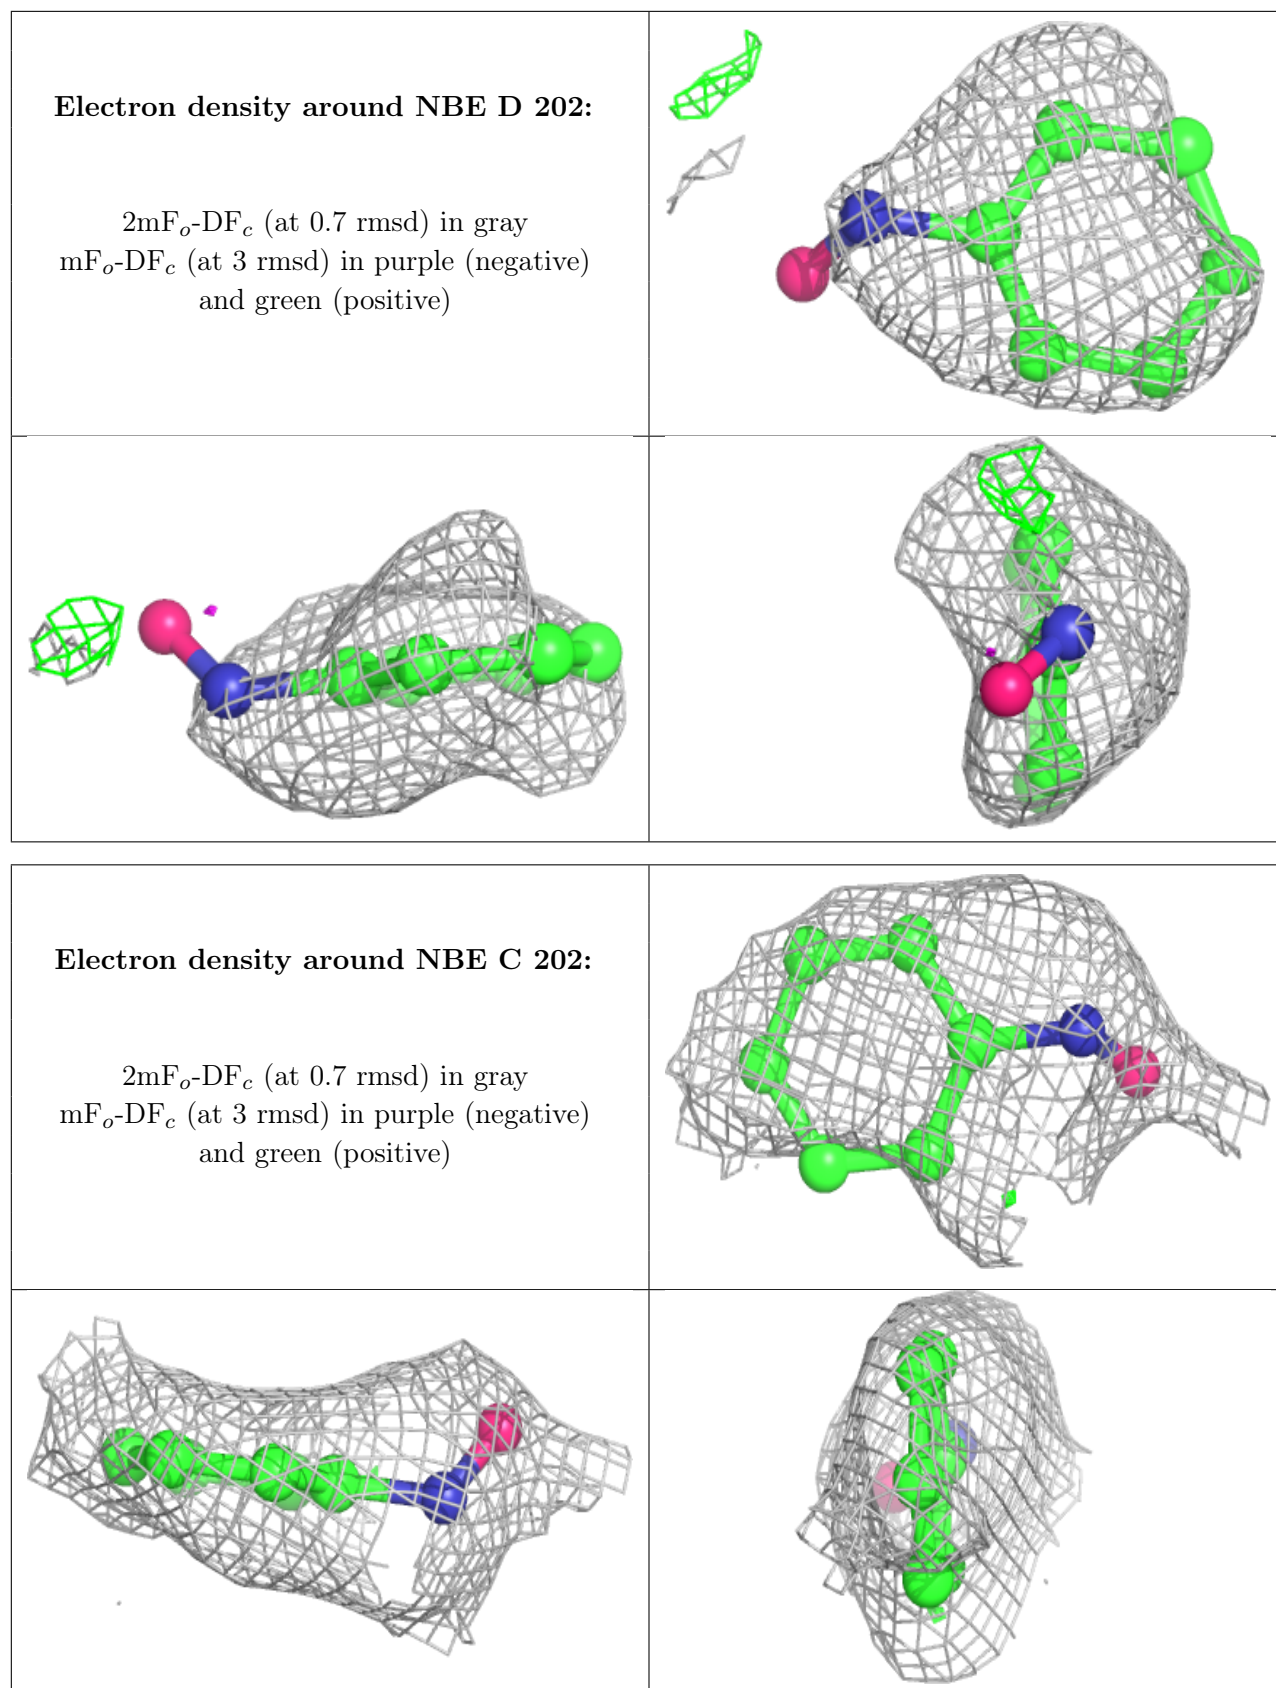 Electron density around NBE D 202:
2mFo-DFc (at 0.7 rmsd) in gray
mFo-DFc (at 3 rmsd) in purple (negative)
and green (positive)
Electron density around NBE C 202:
2mFo-DFc (at 0.7 rmsd) in gray
mFo-DFc (at 3 rmsd) in purple (negative)
and green (positive)